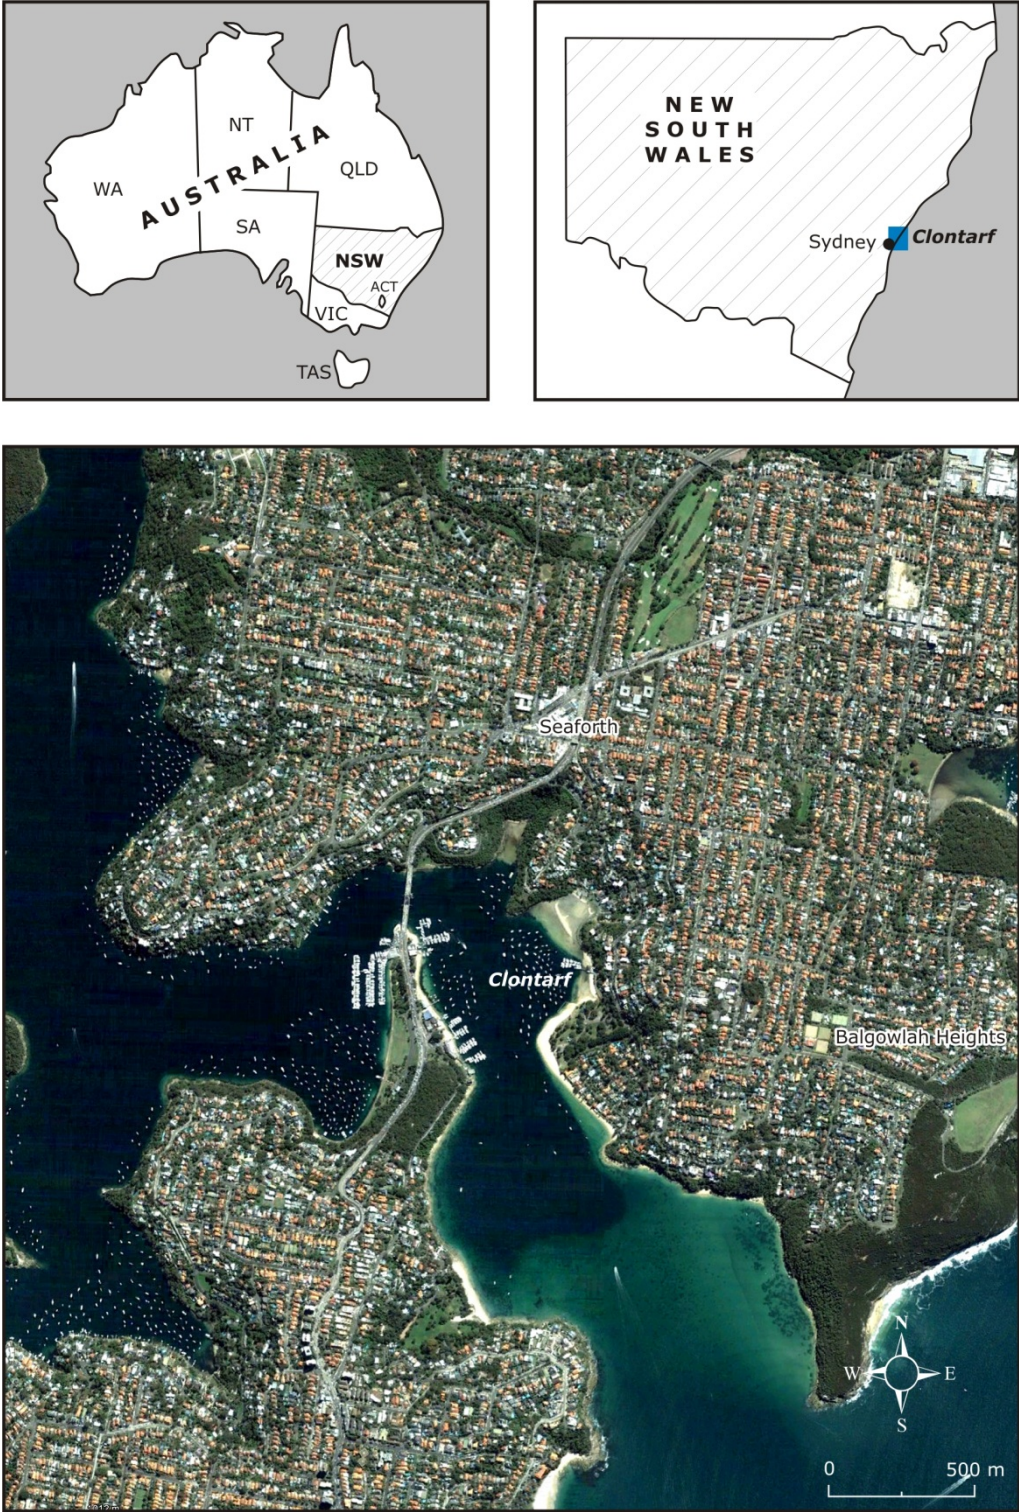 NT
WA
AUSTRALIA
QLD
SA
NSW
ACT
VIC
TAS
NEW
SOUTH
WALES
Sydney
Clontarf
Seaforth
Clontarf
Balgowlah Heights
N
W
E
S
0
500 m